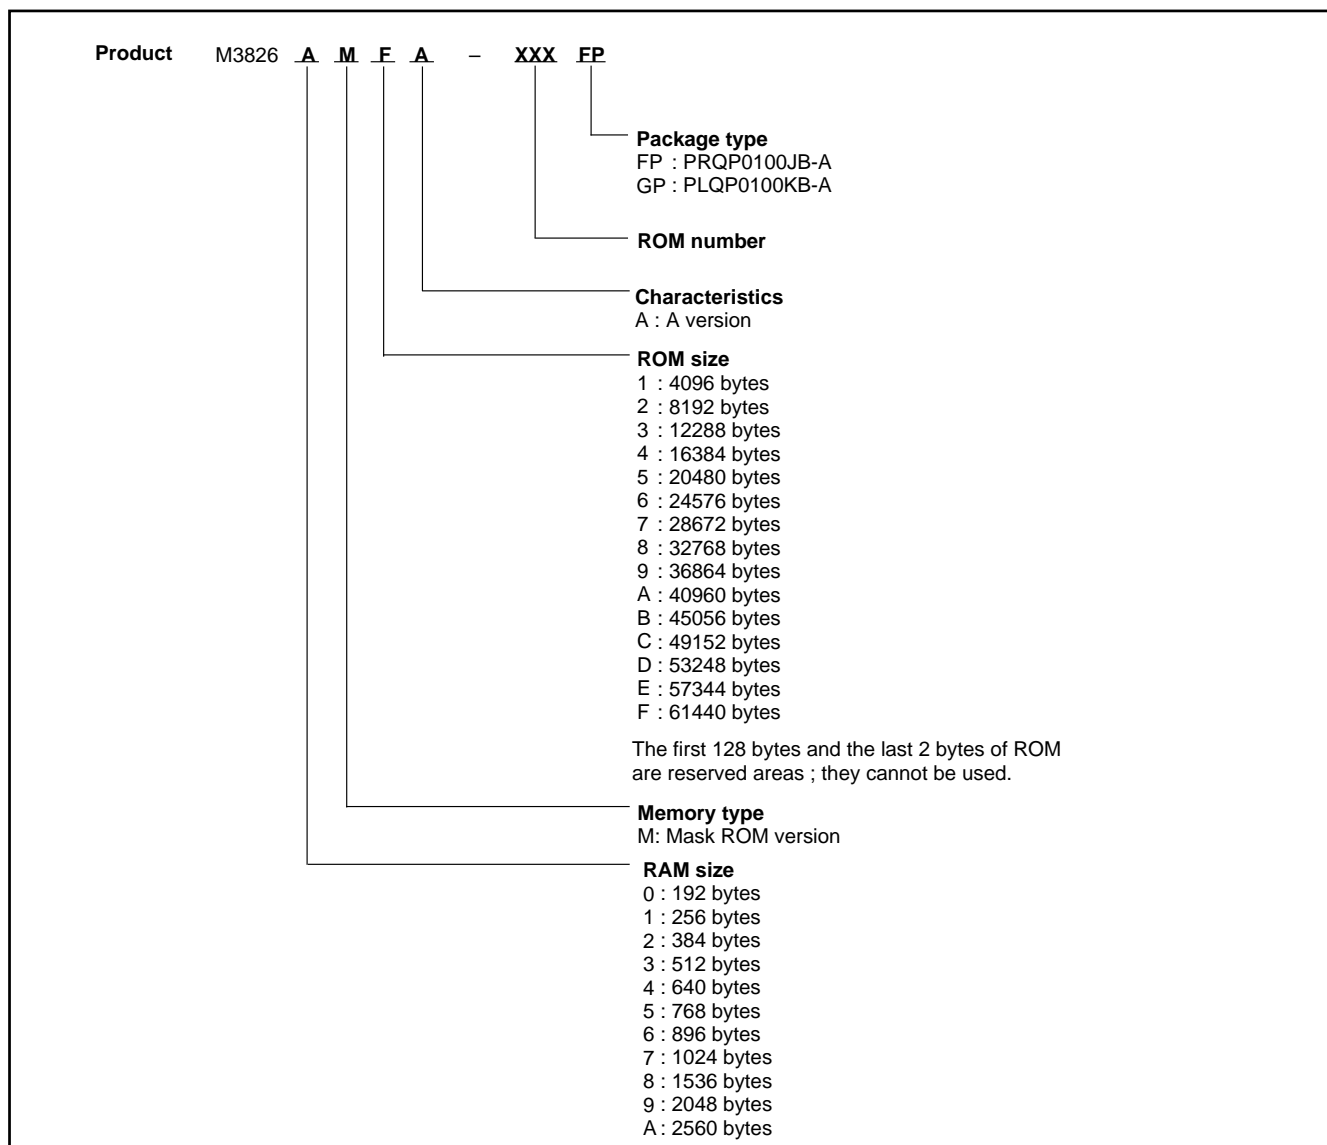 Product M3826 A M F A – XXX FP
Package type
FP : PRQP0100JB-A
GP : PLQP0100KB-A
ROM number
Characteristics
A : A version
ROM size
1 : 4096 bytes
2 : 8192 bytes
3 : 12288 bytes
4 : 16384 bytes
5 : 20480 bytes
6 : 24576 bytes
7 : 28672 bytes
8 : 32768 bytes
9 : 36864 bytes
A : 40960 bytes
B : 45056 bytes
C : 49152 bytes
D : 53248 bytes
E : 57344 bytes
F : 61440 bytes
The first 128 bytes and the last 2 bytes of ROM
are reserved areas ; they cannot be used.
Memory type
M: Mask ROM version
RAM size
0 : 192 bytes
1 : 256 bytes
2 : 384 bytes
3 : 512 bytes
4 : 640 bytes
5 : 768 bytes
6 : 896 bytes
7 : 1024 bytes
8 : 1536 bytes
9 : 2048 bytes
A : 2560 bytes